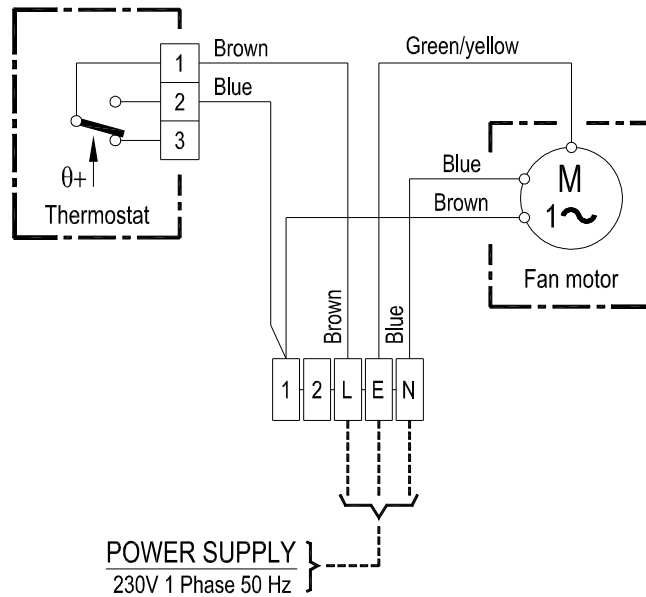 Brown
Green/yellow
1
2
3
Blue
θ+
Thermostat
Blue
Brown
M
1~
Fan motor
Brown
Blue
1 2 L E N
POWER SUPPLY
230V 1 Phase 50 Hz